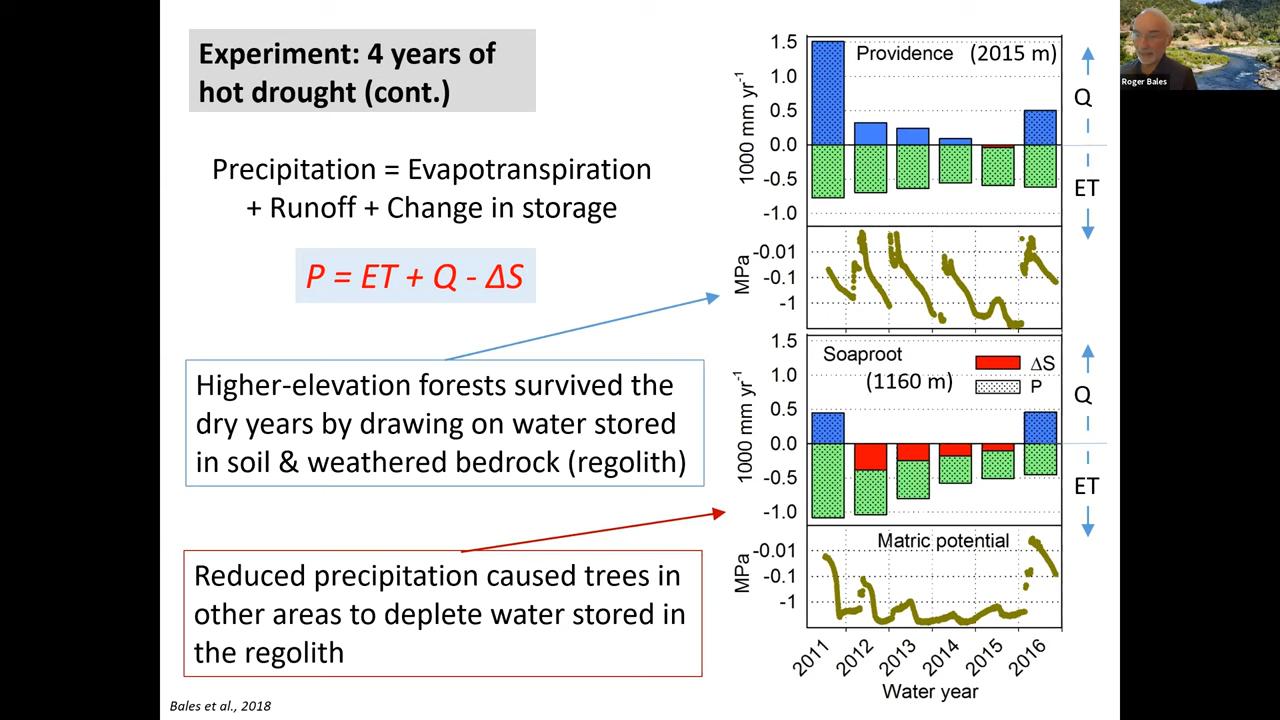 Experiment: 4 years of
hot drought (cont.)
Precipitation = Evapotranspiration
+ Runoff + Change in storage
P = ET + Q - ΔS
Higher-elevation forests survived the
dry years by drawing on water stored
in soil & weathered bedrock (regolith)
Reduced precipitation caused trees in
other areas to deplete water stored in
the regolith
Bales et al., 2018
Providence (2015 m)
1000 mm yr-1
1.5
1.0
0.5
0.0
-0.5
-1.0
Q
ET
MPa
-0.01
-0.1
-1
Soaproot
(1160 m)
ΔS
P
1000 mm yr-1
1.5
1.0
0.5
0.0
-0.5
-1.0
Q
ET
Matric potential
MPa
-0.01
-0.1
-1
2011
2012
2013
2014
2015
2016
Water year
Roger Bales